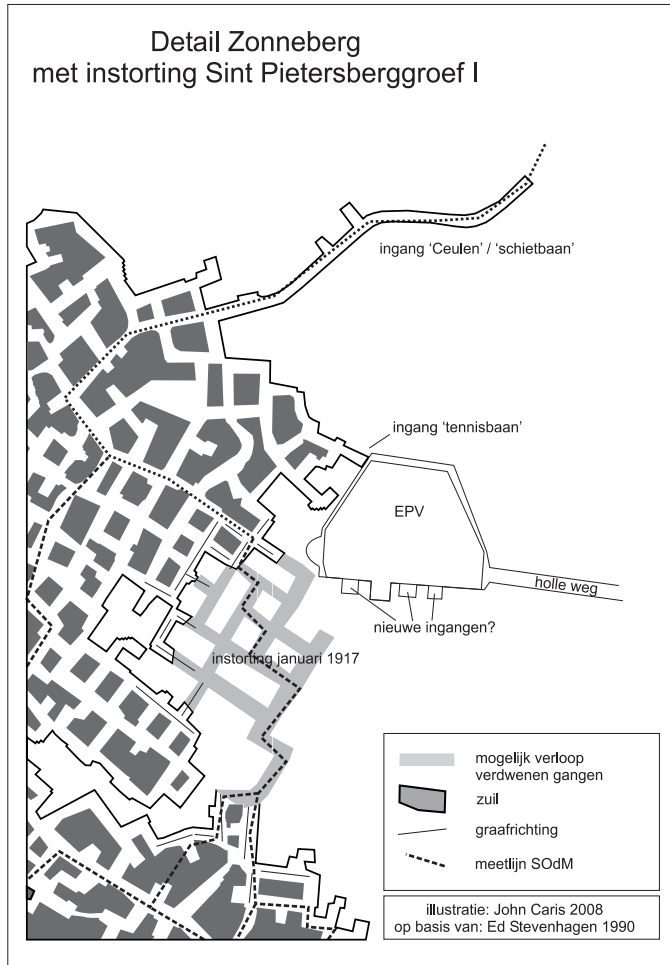 Detail Zonneberg
met instorting Sint Pietersberggroef I
ingang 'Ceulen' / 'schietbaan'
ingang 'tennisbaan'
EPV
holle weg
nieuwe ingangen?
instorting januari 1917
mogelijk verloop
verdwenen gangen
zuil
graafrichting
meetlijn SOdM
illustratie: John Caris 2008
op basis van: Ed Stevenhagen 1990